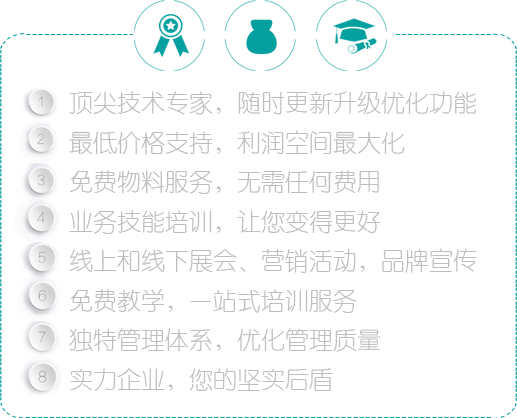 1 顶尖技术专家，随时更新升级优化功能
2 最低价格支持，利润空间最大化
3 免费物料服务，无需任何费用
4 业务技能培训，让您变得更好
5 线上和线下展会、营销活动，品牌宣传
6 免费教学，一站式培训服务
7 独特管理体系，优化管理质量
8 实力企业，您的坚实后盾